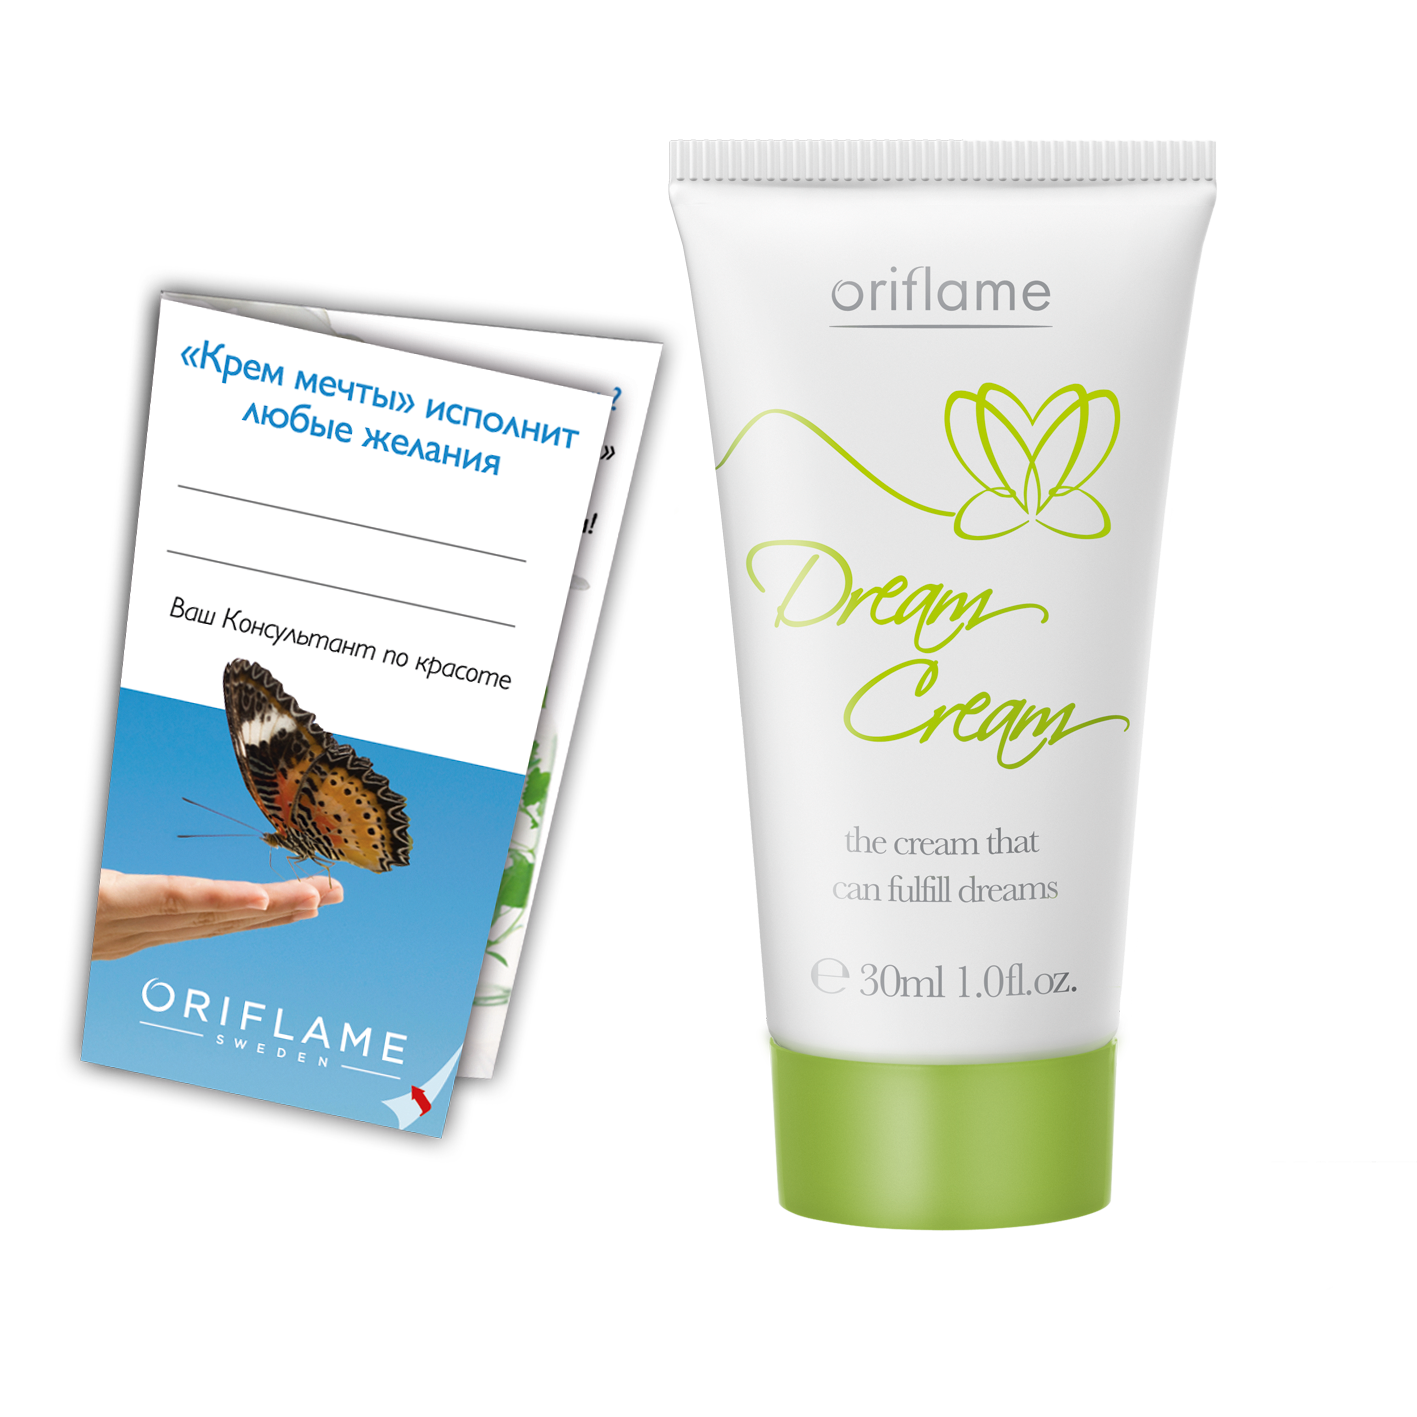 «Крем мечты» исполнит
любые желания
Ваш Консультант по красоте
ORIFLAME
SWEDEN
oriflame
Dream
Cream
the cream that
can fulfill dreams
℮ 30ml 1.0fl.oz.